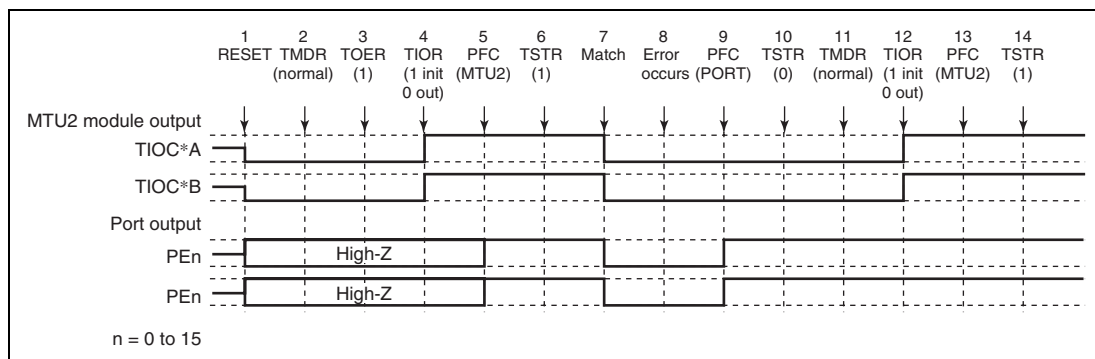 1 2 3 4 5 6 7 8 9 10 11 12 13 14
RESET TMDR TOER TIOR PFC TSTR Match Error PFC TSTR TMDR TIOR PFC TSTR
(normal) (1) (1 init (MTU2) (1) occurs (PORT) (0) (normal) (1 init (MTU2) (1)
0 out) 0 out)
MTU2 module output
TIOC*A
TIOC*B
Port output
PEn High-Z
PEn High-Z
n = 0 to 15